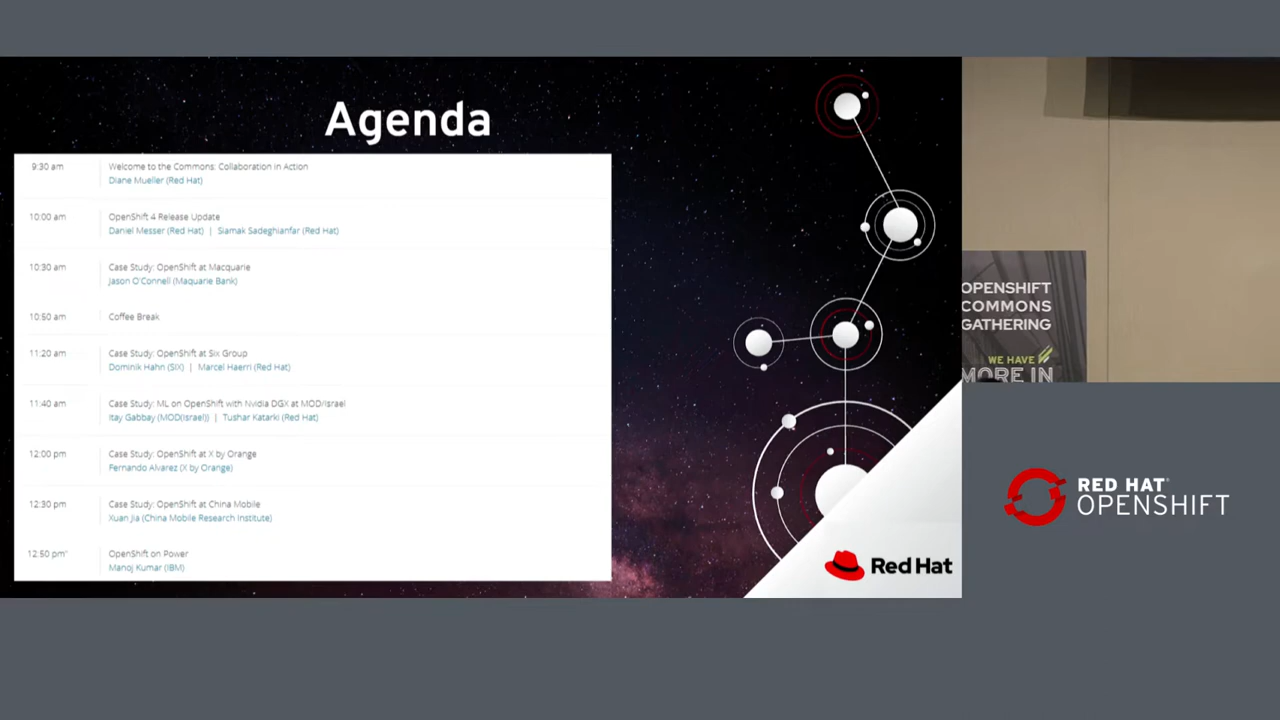 Agenda
9:30 am
Welcome to the Commons: Collaboration in Action
Diane Mueller (Red Hat)
10:00 am
OpenShift 4 Release Update
Daniel Messer (Red Hat) | Siamak Sadeghianfar (Red Hat)
10:30 am
Case Study: OpenShift at Macquarie
Jason O'Connell (Maquarie Bank)
10:50 am
Coffee Break
11:20 am
Case Study: OpenShift at Six Group
Dominik Hahn (SIX) | Marcel Haerri (Red Hat)
11:40 am
Case Study: ML on OpenShift with Nvidia DGX at MOD/Israel
Itay Gabbay (MOD(Israel)) | Tushar Katarki (Red Hat)
12:00 pm
Case Study: OpenShift at X by Orange
Fernando Alvarez (X by Orange)
12:30 pm
Case Study: OpenShift at China Mobile
Xuan Jia (China Mobile Research Institute)
12:50 pm*
OpenShift on Power
Manoj Kumar (IBM)
Red Hat
OPENSHIFT
COMMONS
GATHERING
WE HAVE
MORE IN
RED HAT®
OPENSHIFT